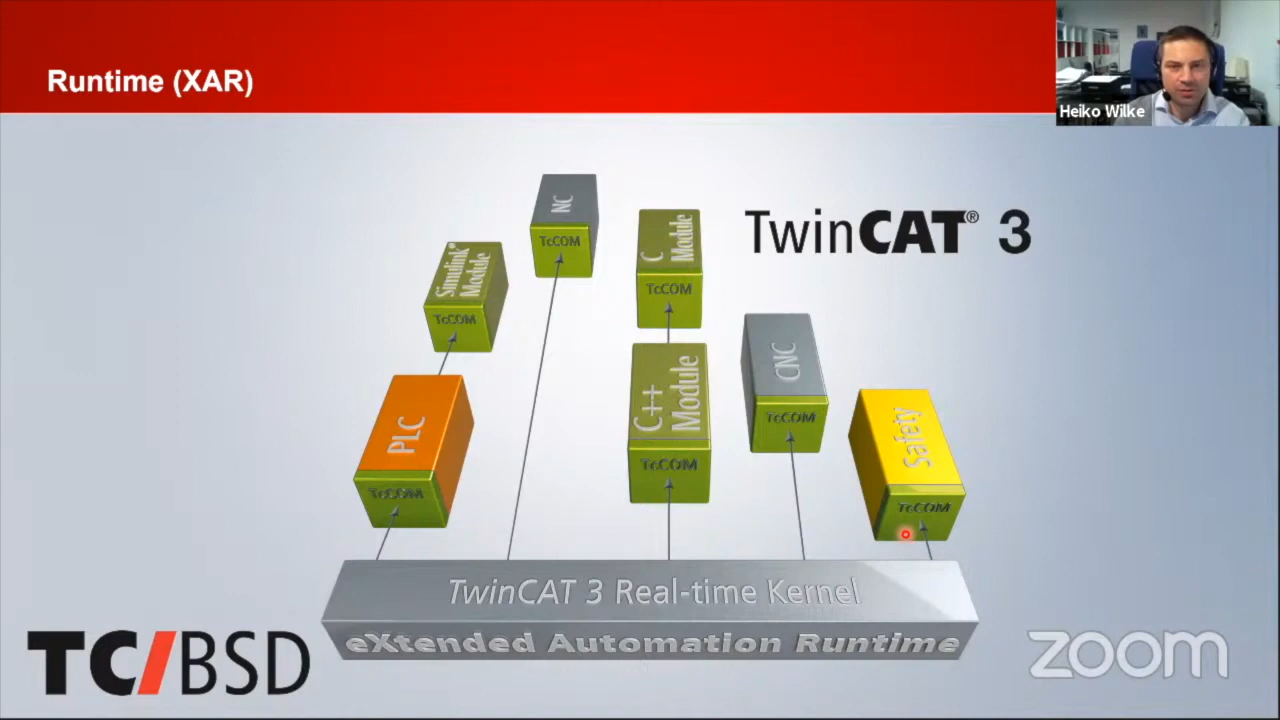 Runtime (XAR)
Heiko Wilke
TwinCAT® 3
NC
TcCOM
C
Module
TcCOM
Simulink®
Module
TcCOM
CNC
TcCOM
C++
Module
TcCOM
PLC
TcCOM
Safety
TcCOM
TwinCAT 3 Real-time Kernel
eXtended Automation Runtime
TC/BSD
zoom